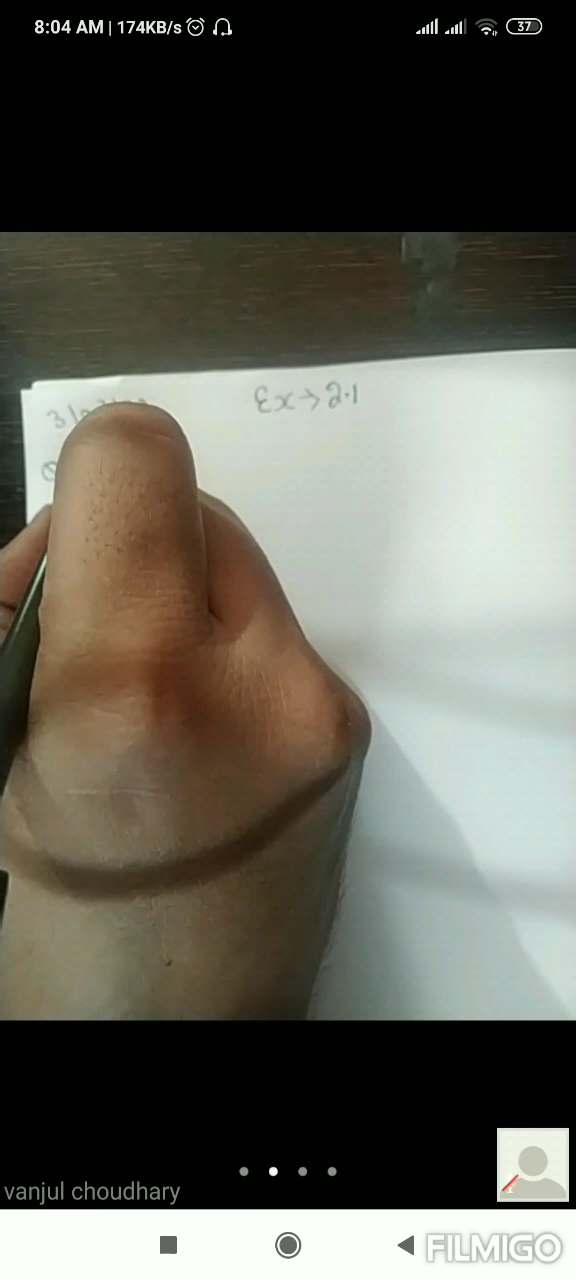 8:04 AM | 174KB/s
37
Ex → 2.1
vanjul choudhary
FILMIGO